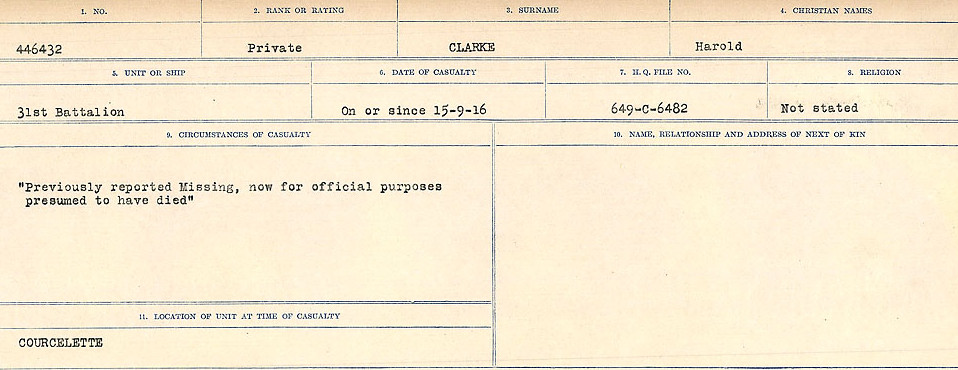 1. NO. 2. RANK OR RATING 3. SURNAME 4. CHRISTIAN NAMES
446432 Private CLARKE Harold
5. UNIT OR SHIP 6. DATE OF CASUALTY 7. H.Q. FILE NO. 8. RELIGION
31st Battalion On or since 15-9-16 649-C-6482 Not stated
9. CIRCUMSTANCES OF CASUALTY 10. NAME, RELATIONSHIP AND ADDRESS OF NEXT OF KIN
"Previously reported Missing, now for official purposes
presumed to have died"
11. LOCATION OF UNIT AT TIME OF CASUALTY
COURCELETTE